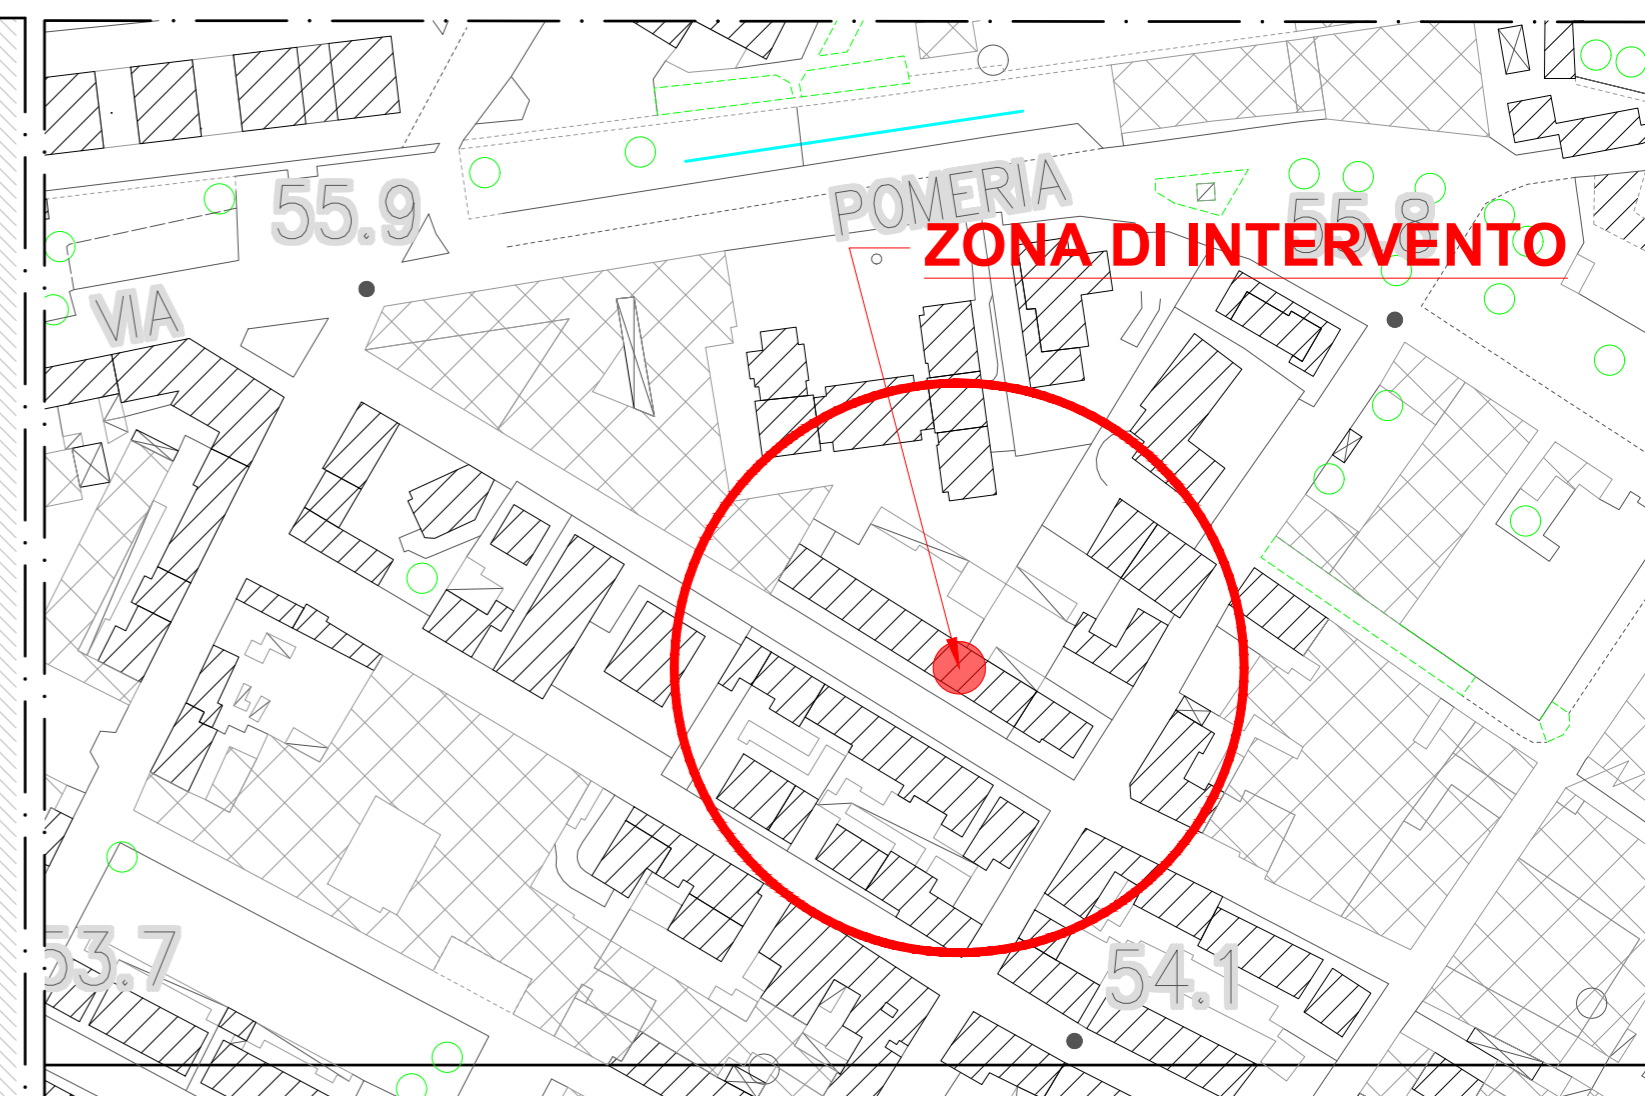 55.9
POMERIA
55.8
ZONA DI INTERVENTO
VIA
53.7
54.1